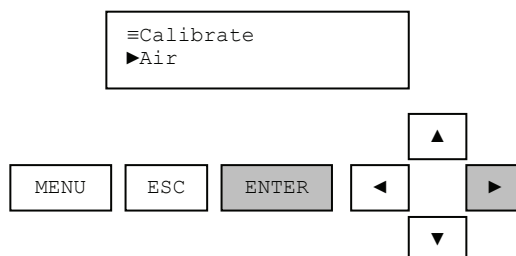 ≡Calibrate
►Air
▲
MENU ESC ENTER ◄ ►
▼